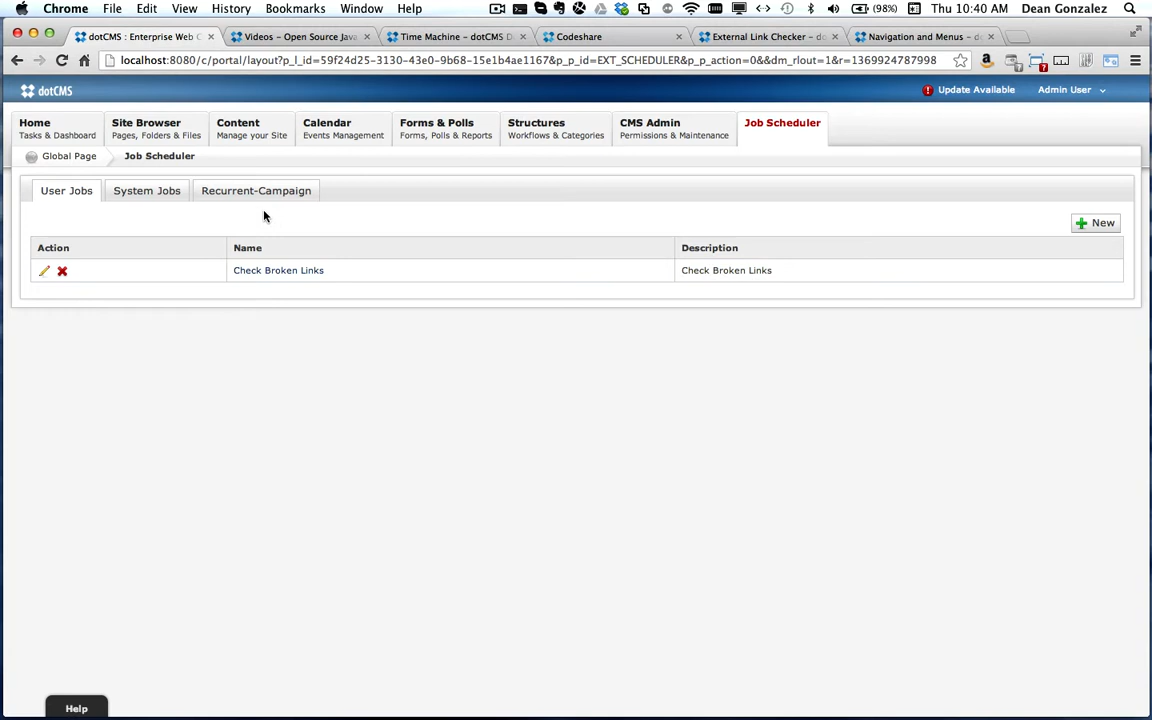 Chrome File Edit View History Bookmarks Window Help (98%) Thu 10:40 AM Dean Gonzalez
dotCMS : Enterprise Web C Videos – Open Source Java Time Machine – dotCMS D Codeshare External Link Checker – do Navigation and Menus – do
localhost:8080/c/portal/layout?p_l_id=59f24d25-3130-43e0-9b68-15e1b4ae1167&p_p_id=EXT_SCHEDULER&p_p_action=0&&dm_rlout=1&r=1369924787998
dotCMS Update Available Admin User
Home Site Browser Content Calendar Forms & Polls Structures CMS Admin Job Scheduler
Tasks & Dashboard Pages, Folders & Files Manage your Site Events Management Forms, Polls & Reports Workflows & Categories Permissions & Maintenance
Global Page Job Scheduler
User Jobs System Jobs Recurrent-Campaign
New
Action Name Description
Check Broken Links Check Broken Links
Help